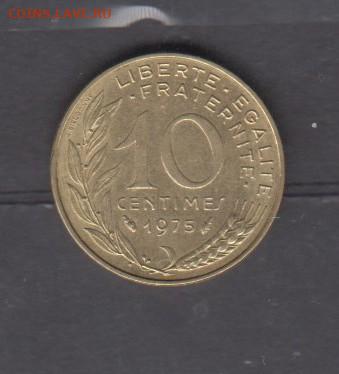 COINS.LAVE.RU
LIBERTE · EGALITE
· FRATERNITE ·
10
CENTIMES
1975